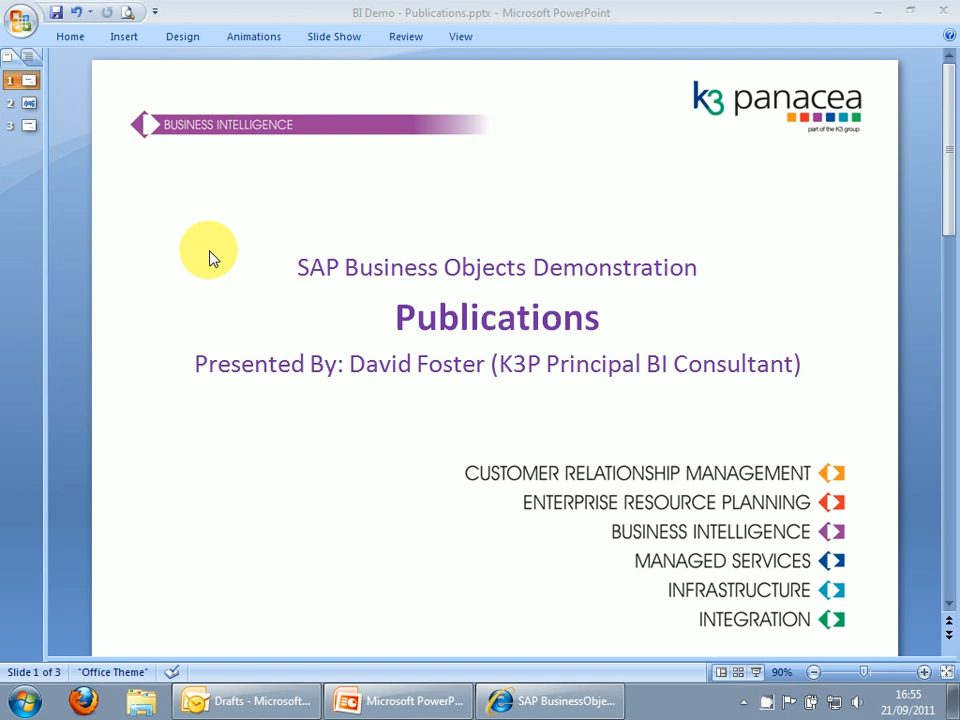 BI Demo - Publications.pptx - Microsoft PowerPoint
Home Insert Design Animations Slide Show Review View
1
2
3
BUSINESS INTELLIGENCE
k3 panacea
part of the K3 group
SAP Business Objects Demonstration
Publications
Presented By: David Foster (K3P Principal BI Consultant)
CUSTOMER RELATIONSHIP MANAGEMENT
ENTERPRISE RESOURCE PLANNING
BUSINESS INTELLIGENCE
MANAGED SERVICES
INFRASTRUCTURE
INTEGRATION
Slide 1 of 3 "Office Theme" 90%
Drafts - Microsoft... Microsoft PowerP... SAP BusinessObje... 16:55
21/09/2011